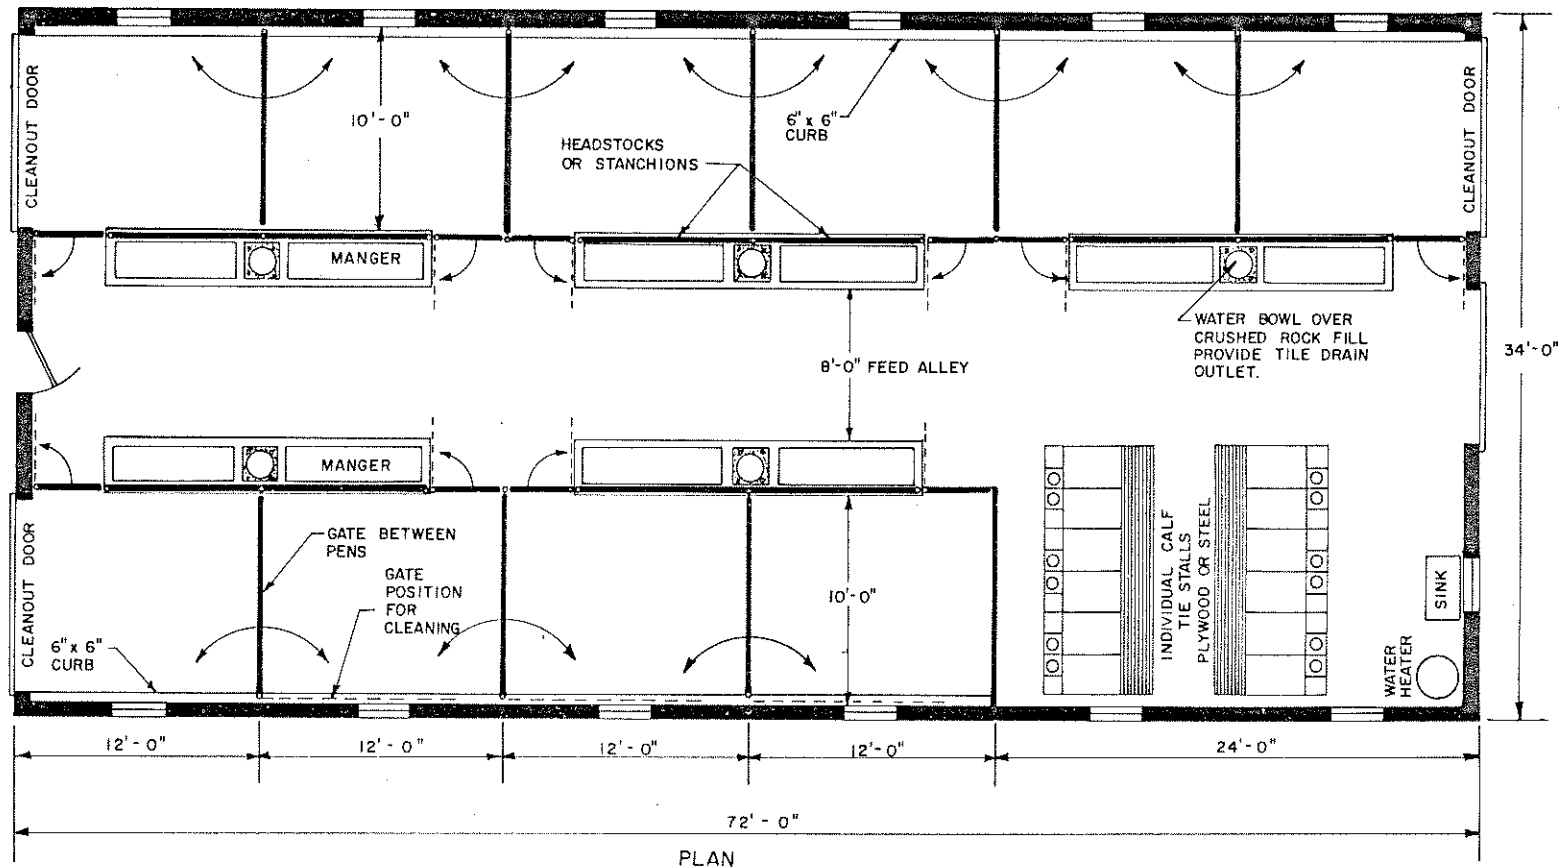 CLEANOUT DOOR
10'-0"
6" x 6"
CURB
HEADSTOCKS
OR STANCHIONS
CLEANOUT DOOR
MANGER
WATER BOWL OVER
CRUSHED ROCK FILL
PROVIDE TILE DRAIN
OUTLET.
34'-0"
8'-0" FEED ALLEY
MANGER
CLEANOUT DOOR
GATE BETWEEN
PENS
GATE
POSITION
FOR
CLEANING
10'-0"
6" x 6"
CURB
INDIVIDUAL CALF
TIE STALLS
PLYWOOD OR STEEL
SINK
WATER
HEATER
12'-0"
12'-0"
12'-0"
12'-0"
24'-0"
72'-0"
PLAN